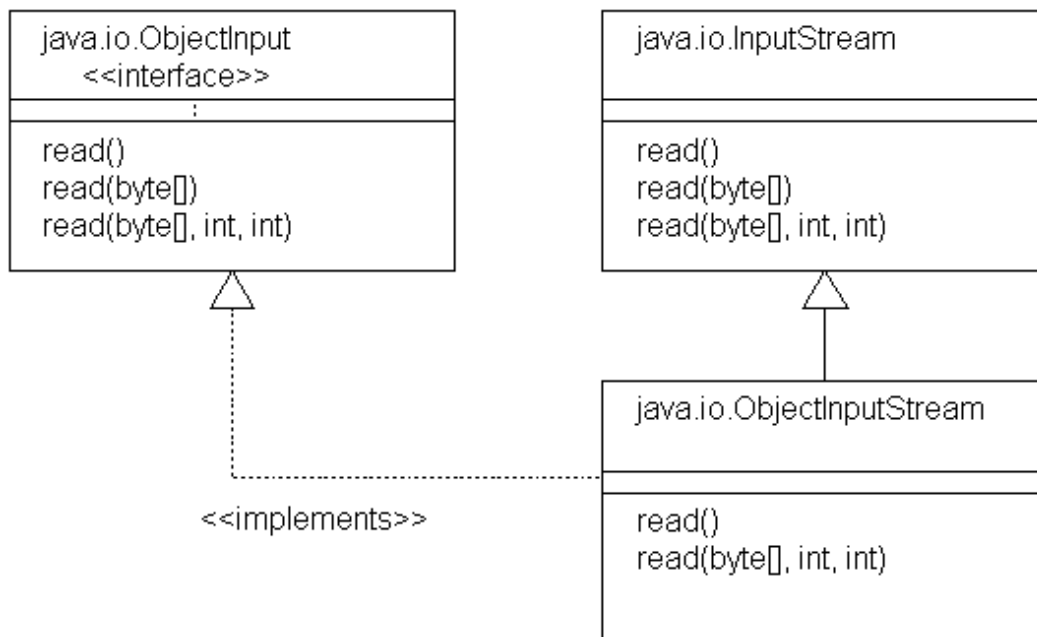 java.io.ObjectInput
<<interface>>
read()
read(byte[])
read(byte[], int, int)
java.io.InputStream
read()
read(byte[])
read(byte[], int, int)
<<implements>>
java.io.ObjectInputStream
read()
read(byte[], int, int)